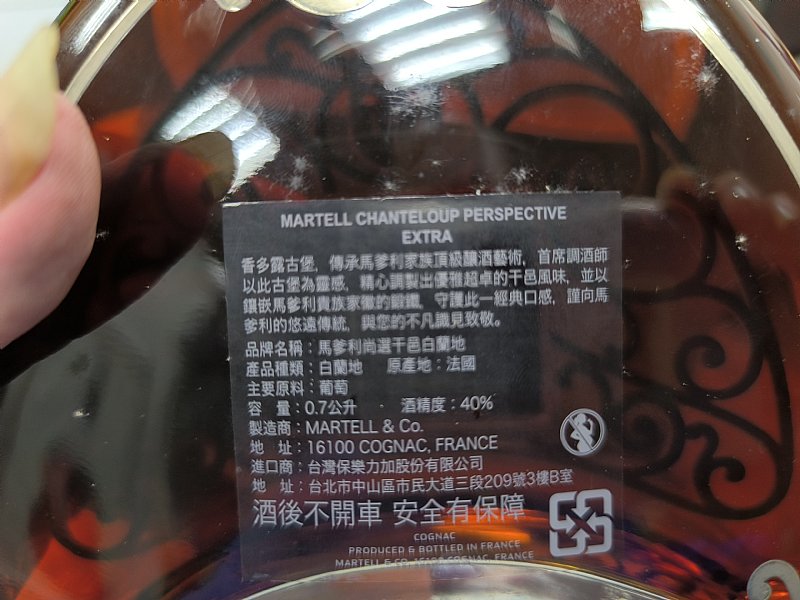 MARTELL CHANTELOUP PERSPECTIVE
EXTRA
香多露古堡，傳承馬爹利家族頂級釀酒藝術，首席調酒師
以此古堡為靈感，精心調製出優雅超卓的干邑風味，並以
鑲嵌馬爹利貴族家徽的鍛鐵，守護此一經典口感，謹向馬
爹利的悠遠傳統，與您的不凡識見致敬。
品牌名稱：馬爹利尚選干邑白蘭地
產品種類：白蘭地 原產地：法國
主要原料：葡萄
容 量：0.7公升 酒精度：40%
製造商：MARTELL & Co.
地 址：16100 COGNAC, FRANCE
進口商：台灣保樂力加股份有限公司
地 址：台北市中山區市民大道三段209號3樓B室
酒後不開車 安全有保障
COGNAC
PRODUCED & BOTTLED IN FRANCE
MARTELL & CO, 16100 COGNAC, FRANCE